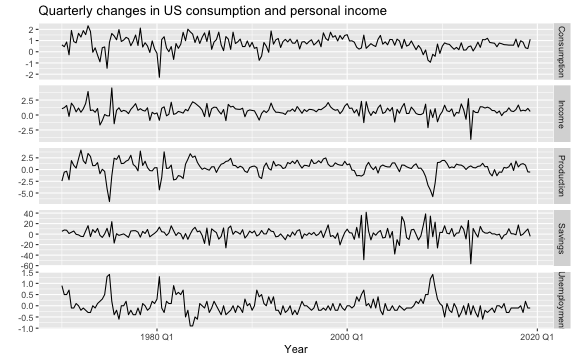 Quarterly changes in US consumption and personal income
2
1
0
-1
-2
Consumption
2.5
0.0
-2.5
Income
2.5
0.0
-2.5
-5.0
Production
40
20
0
-20
-40
-60
Savings
1.5
1.0
0.5
0.0
-0.5
-1.0
Unemploymen
1980 Q1
2000 Q1
2020 Q1
Year